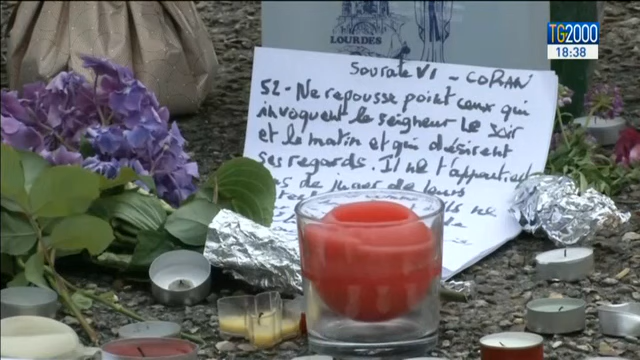 TG2000
18:38
LOURDES
Sourate VI - CORAN
52 - Ne repousse point ceux qui
invoquent le seigneur le soir
et le matin et qui désirent
ses regards. Il ne t'appartient
pas de juger de leurs